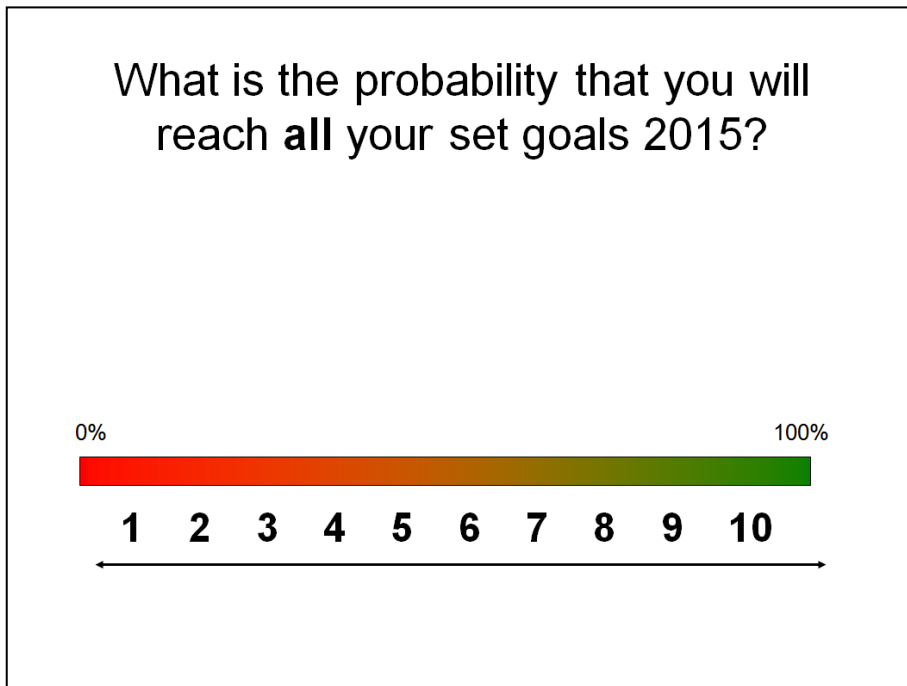 What is the probability that you will
reach all your set goals 2015?
0% 100%
1 2 3 4 5 6 7 8 9 10